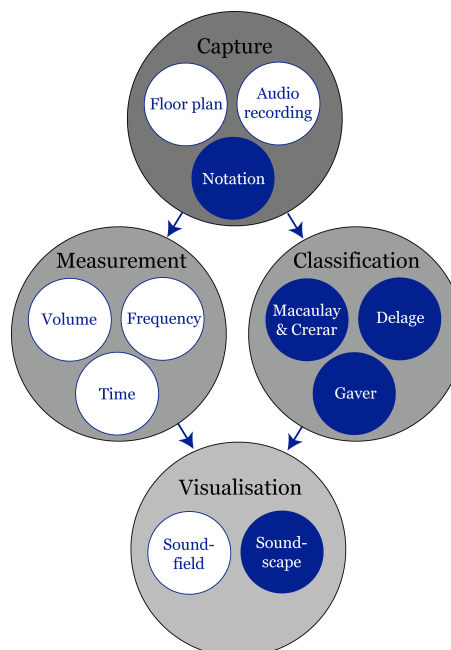 Capture
Floor plan
Audio
recording
Notation
Measurement
Volume
Frequency
Time
Classification
Macaulay
& Crerar
Delage
Gaver
Visualisation
Sound-
field
Sound-
scape